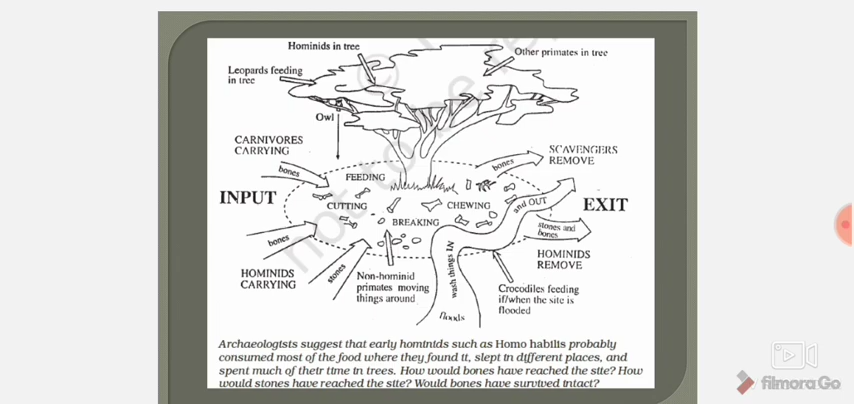 Hominids in tree
Other primates in tree
Leopards feeding
in tree
Owl
CARNIVORES
CARRYING
bones
FEEDING
bones
SCAVENGERS
REMOVE
INPUT
CUTTING
CHEWING
BREAKING
and OUT
EXIT
stones and
bones
bones
HOMINIDS
CARRYING
stones
Non-hominid
primates moving
things around
wash things IN
floods
HOMINIDS
REMOVE
Crocodiles feeding
if/when the site is
flooded
Archaeologists suggest that early hominids such as Homo habilis probably
consumed most of the food where they found it, slept in different places, and
spent much of their time in trees. How would bones have reached the site? How
would stones have reached the site? Would bones have survived intact?
not to be re
©
filmoraGo